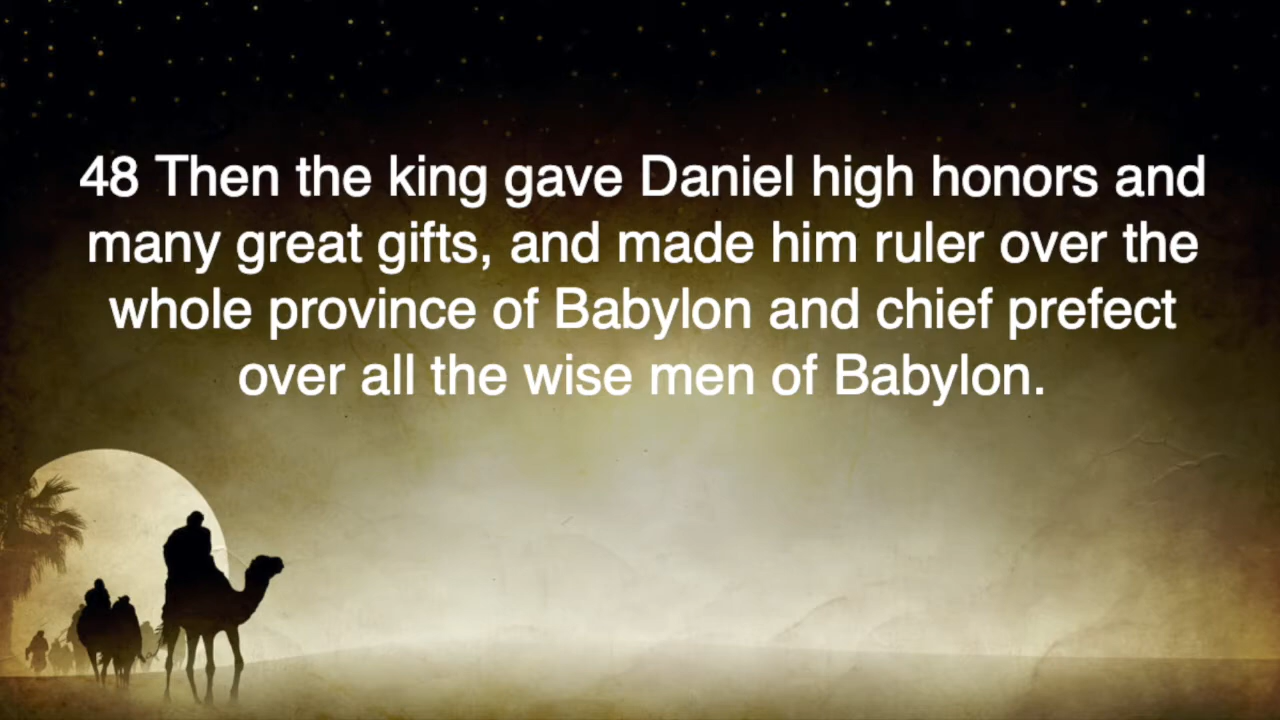 48 Then the king gave Daniel high honors and
many great gifts, and made him ruler over the
whole province of Babylon and chief prefect
over all the wise men of Babylon.